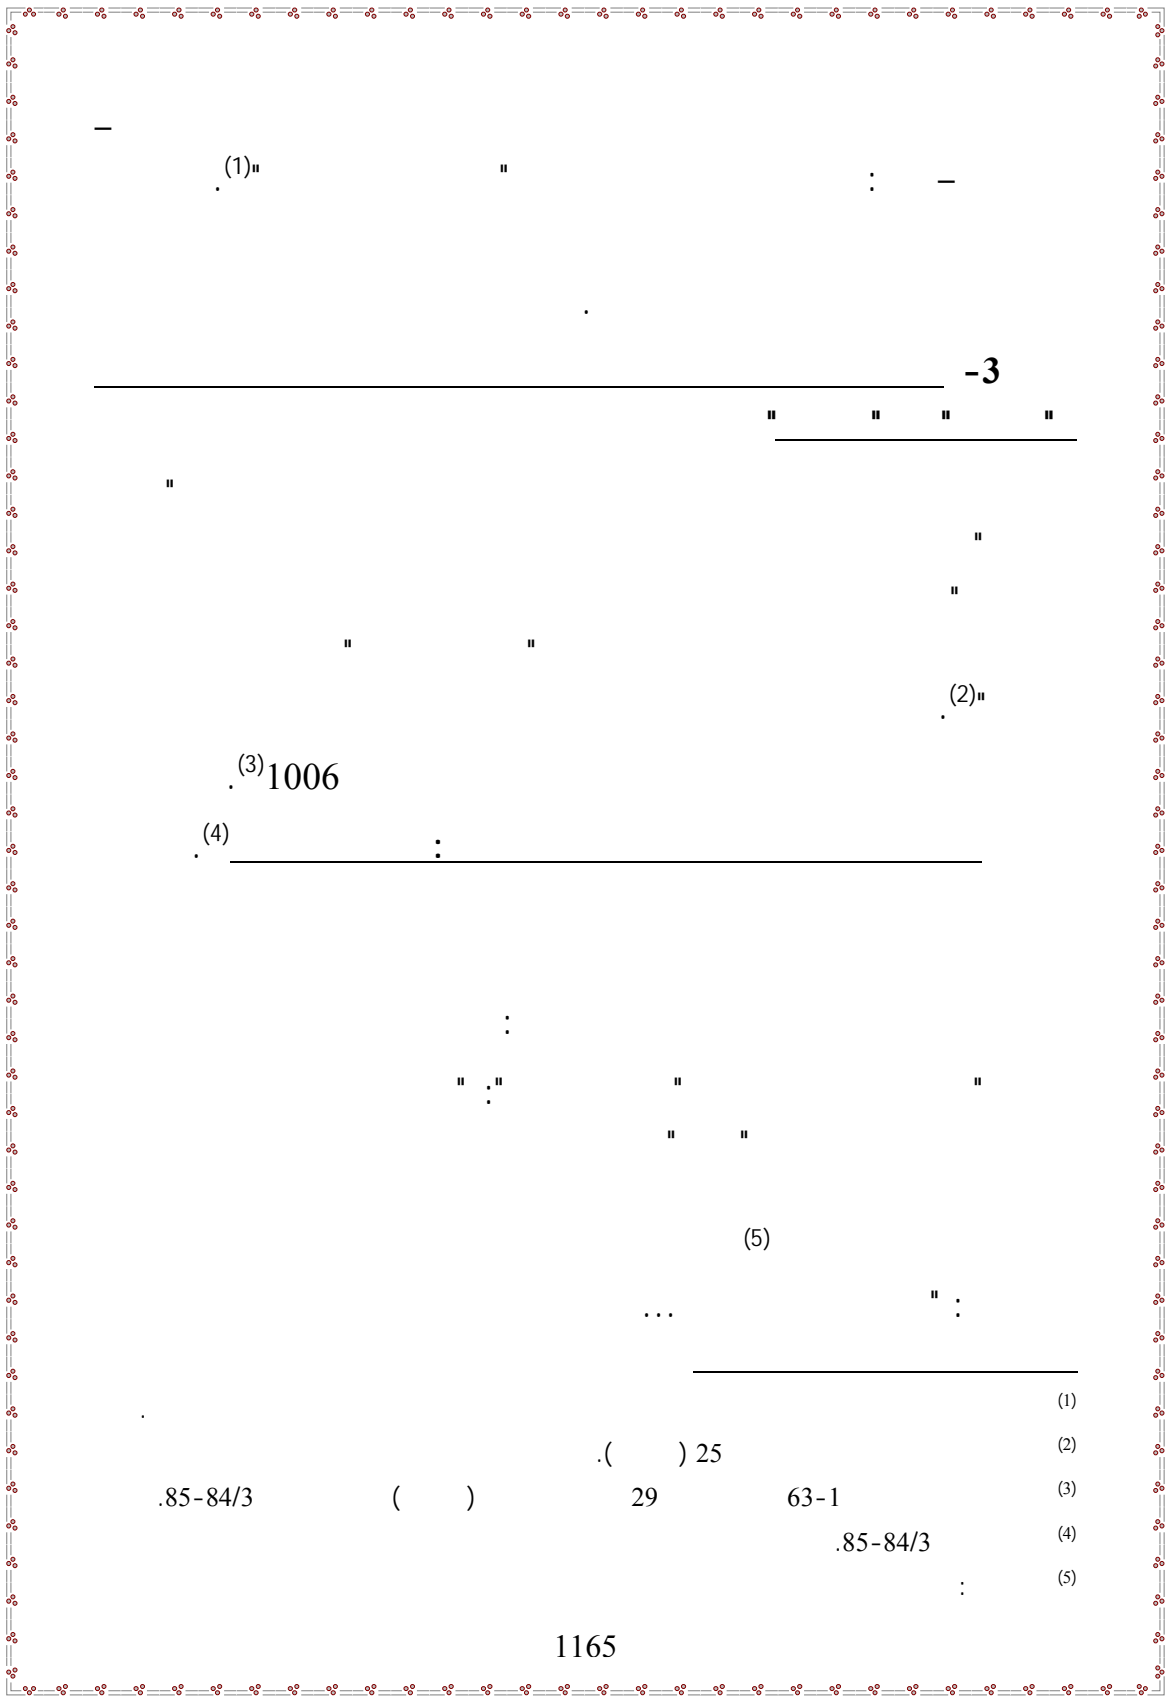 –
– : " "(1).
.
3-
" " " "
"
"
"
" "
"(2).
1006(3).
: (4).
:
" " ": "
" "
(5)
: " ...
(1) .
(2) 25 ( ).
(3) 1-63 29 ( ) 3/84-85.
(4) 3/84-85.
(5) :
1165